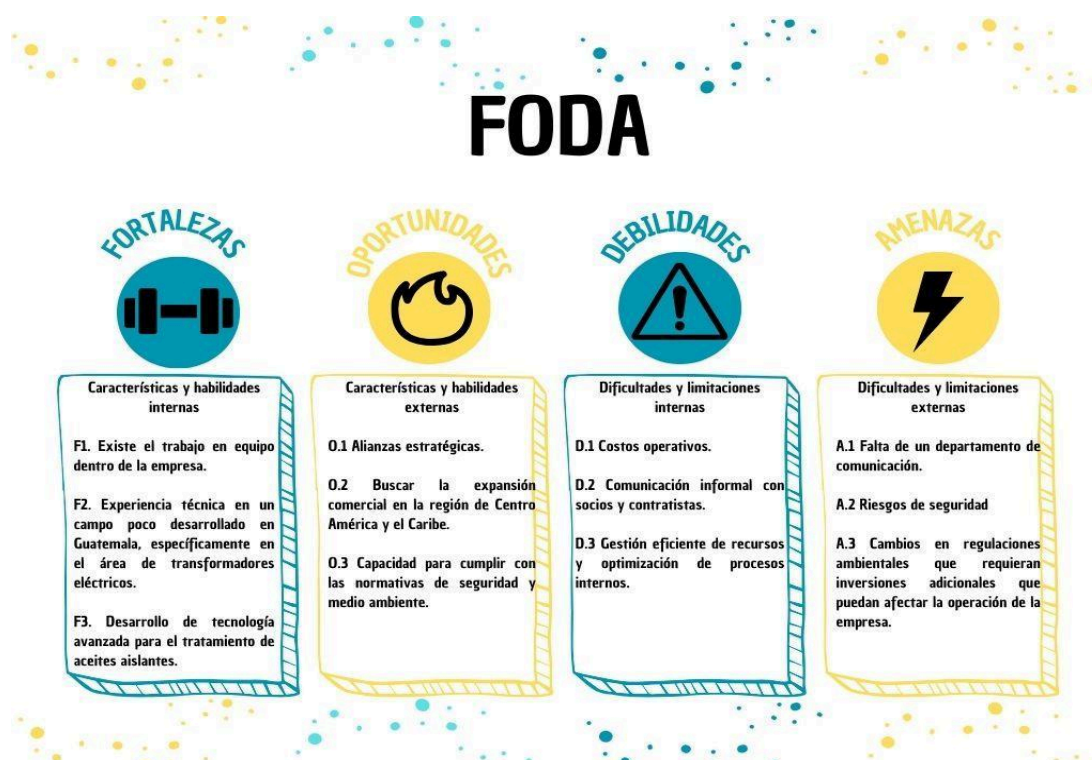 FODA
FORTALEZAS
Características y habilidades
internas
F1. Existe el trabajo en equipo
dentro de la empresa.
F2. Experiencia técnica en un
campo poco desarrollado en
Guatemala, específicamente en
el área de transformadores
eléctricos.
F3. Desarrollo de tecnología
avanzada para el tratamiento de
aceites aislantes.
OPORTUNIDADES
Características y habilidades
externas
O.1 Alianzas estratégicas.
O.2 Buscar la expansión
comercial en la región de Centro
América y el Caribe.
O.3 Capacidad para cumplir con
las normativas de seguridad y
medio ambiente.
DEBILIDADES
Dificultades y limitaciones
internas
D.1 Costos operativos.
D.2 Comunicación informal con
socios y contratistas.
D.3 Gestión eficiente de recursos
y optimización de procesos
internos.
AMENAZAS
Dificultades y limitaciones
externas
A.1 Falta de un departamento de
comunicación.
A.2 Riesgos de seguridad
A.3 Cambios en regulaciones
ambientales que requieran
inversiones adicionales que
puedan afectar la operación de la
empresa.